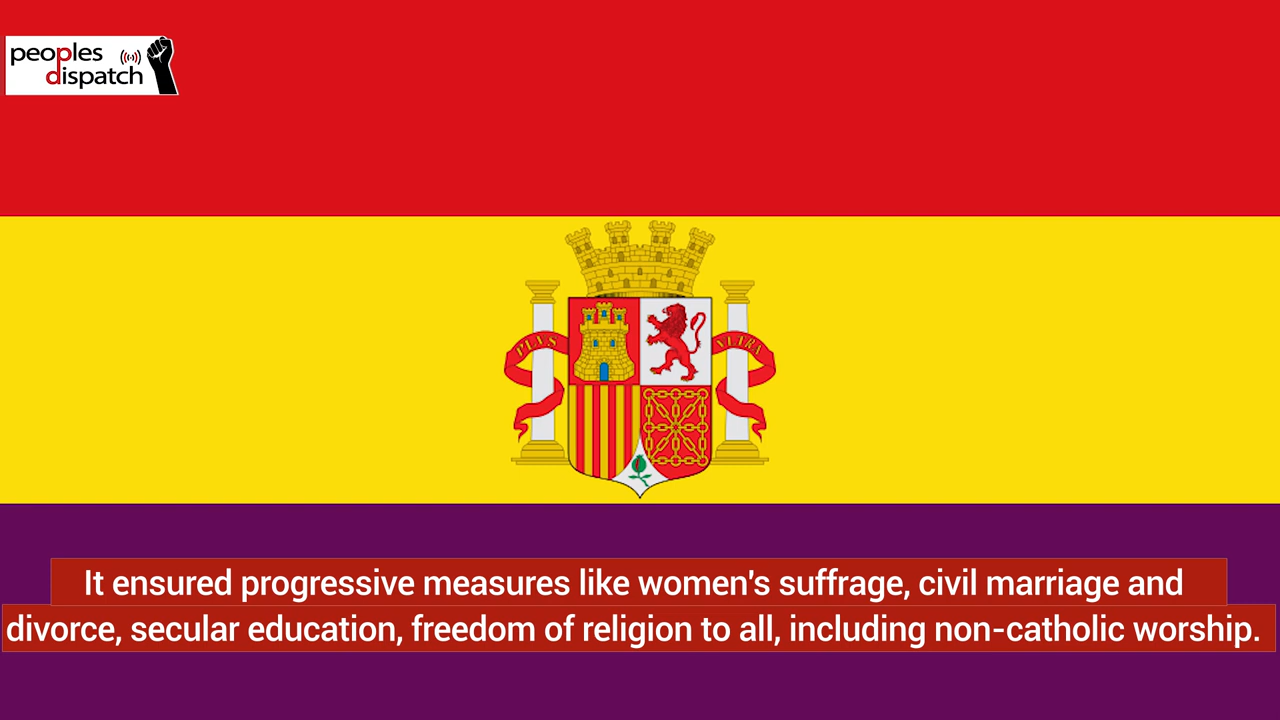 peoples
dispatch
PLVS
VLTRA
It ensured progressive measures like women's suffrage, civil marriage and
divorce, secular education, freedom of religion to all, including non-catholic worship.